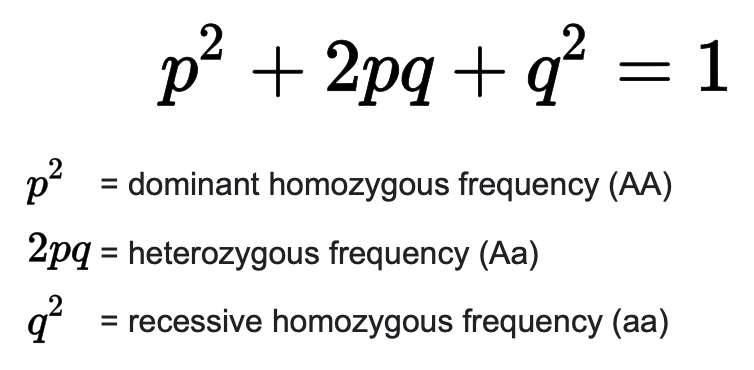 p² + 2pq + q² = 1
p² = dominant homozygous frequency (AA)
2pq = heterozygous frequency (Aa)
q² = recessive homozygous frequency (aa)